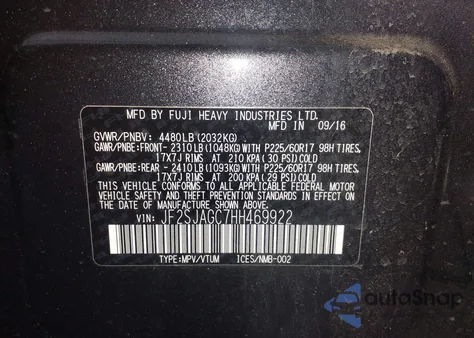 MFD BY FUJI HEAVY INDUSTRIES LTD.
09/16
GVWR/PNBV: 4480LB (2032KG)
GAWR/PNBE: FRONT- 2310 LB (1048KG) WITH P225/60R17 98H TIRES,
17X7J RIMS AT 210 KPA ( 30 PSI) COLD
GAWR/PNBE: REAR - 2410 LB (1093KG) WITH P225/60R17 98H TIRES,
17X7J RIMS AT 200 KPA (29 PSI) COLD
THIS VEHICLE CONFORMS TO ALL APPLICABLE FEDERAL MOTOR
VEHICLE SAFETY AND THEFT PREVENTION STANDARDS IN EFFECT
ON THE DATE OF MANUFACTURE SHOWN ABOVE.
VIN: JF2SJAGC7HH469922
TYPE:MPV/VTUM ICES/NMB-002
autoSnap